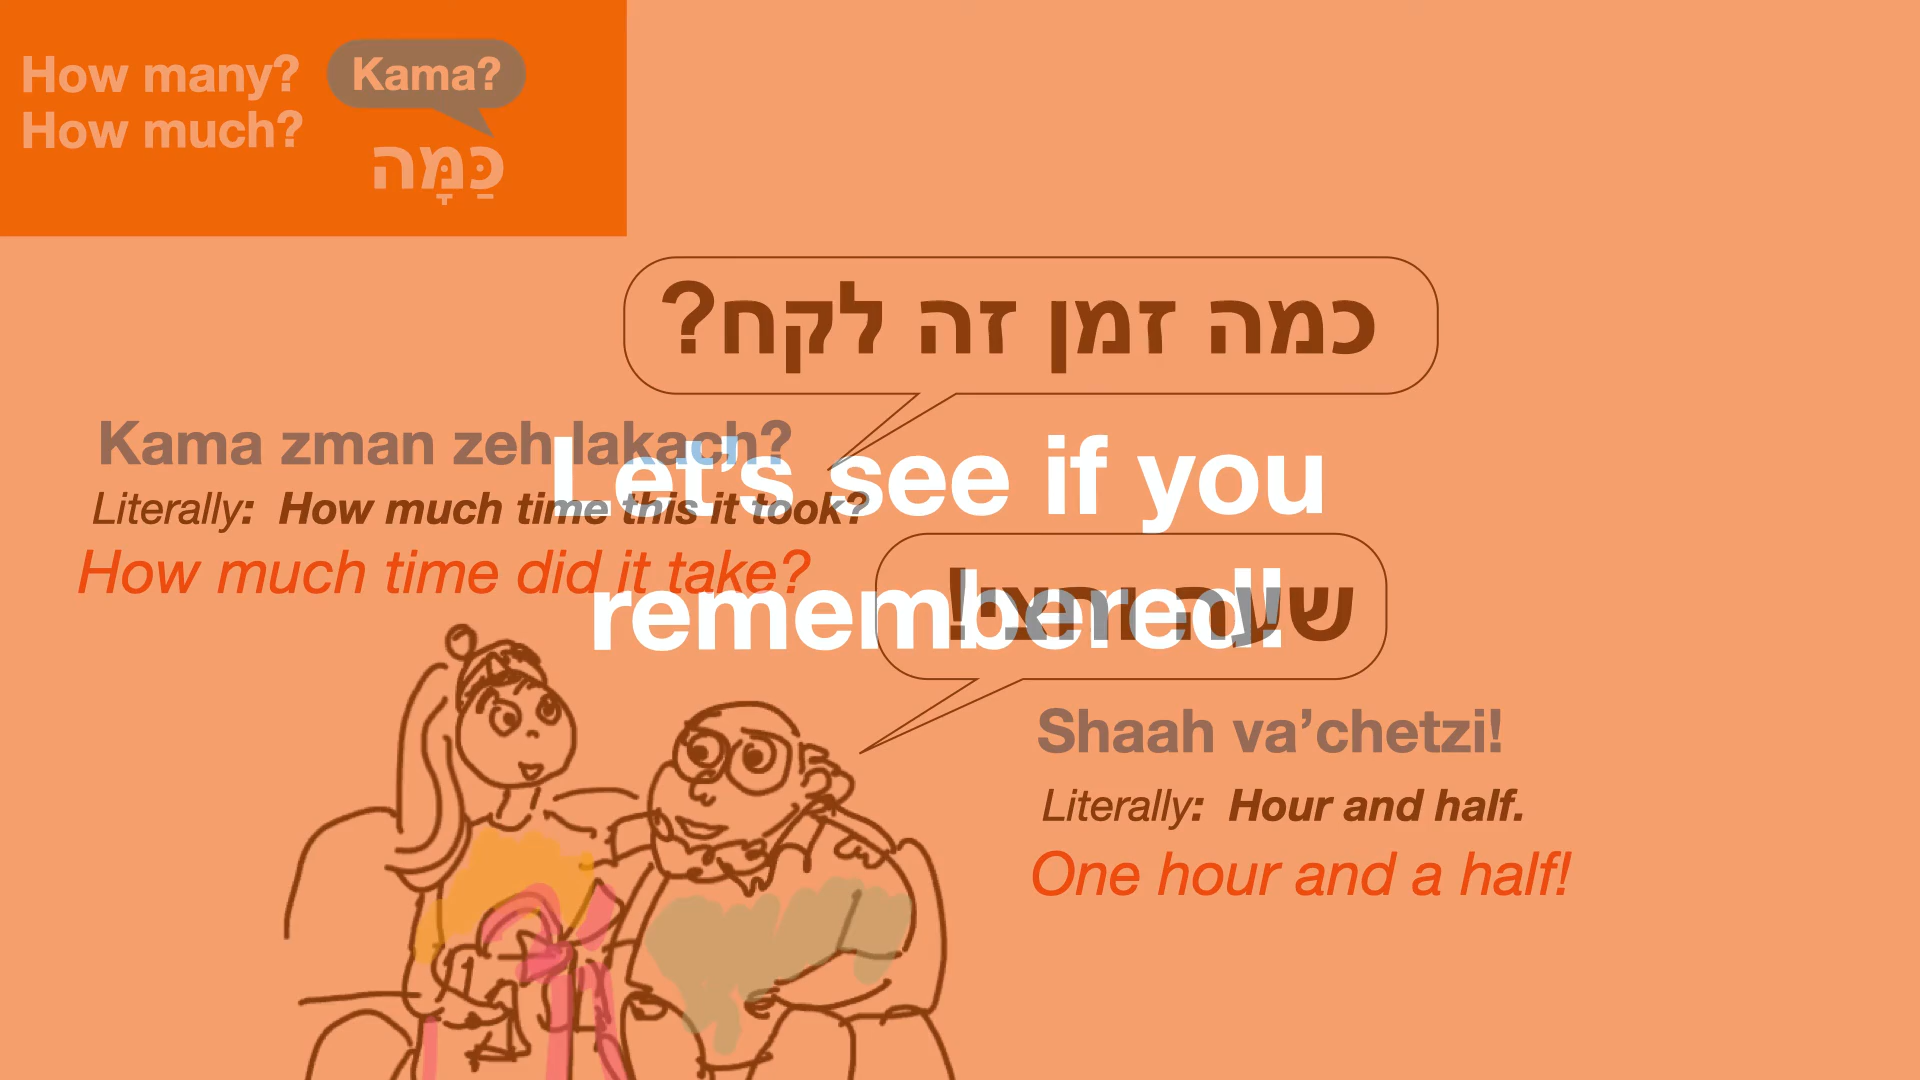 How many?
How much?
Kama?
כַּמָּה
כמה זמן זה לקח?
Kama zman zeh lakach?
Literally: How much time this it took?
How much time did it take?
Let's see if you
remembered!
שעה וחצי!
Shaah va'chetzi!
Literally: Hour and half.
One hour and a half!